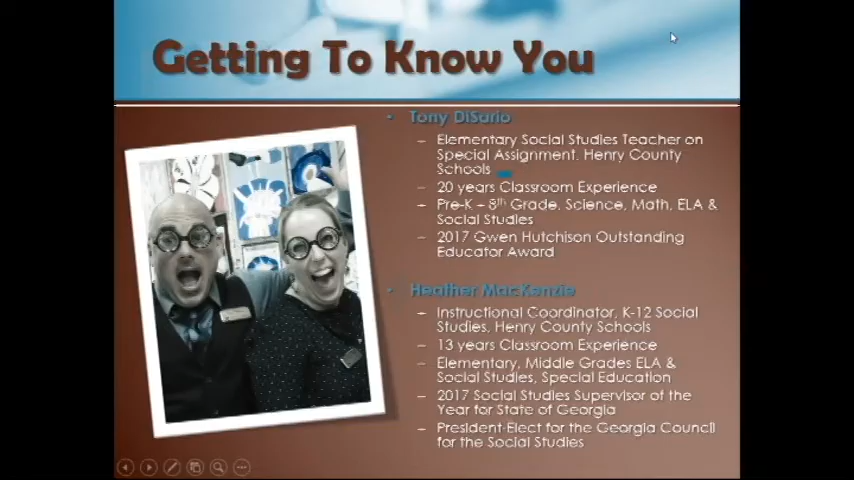 Getting To Know You
• Tony DiSario
– Elementary Social Studies Teacher on
Special Assignment. Henry County
Schools
– 20 years Classroom Experience
– Pre-K – 8th Grade, Science, Math, ELA &
Social Studies
– 2017 Gwen Hutchison Outstanding
Educator Award
• Heather MacKenzie
– Instructional Coordinator, K-12 Social
Studies, Henry County Schools
– 13 years Classroom Experience
– Elementary, Middle Grades ELA &
Social Studies, Special Education
– 2017 Social Studies Supervisor of the
Year for State of Georgia
– President-Elect for the Georgia Council
for the Social Studies